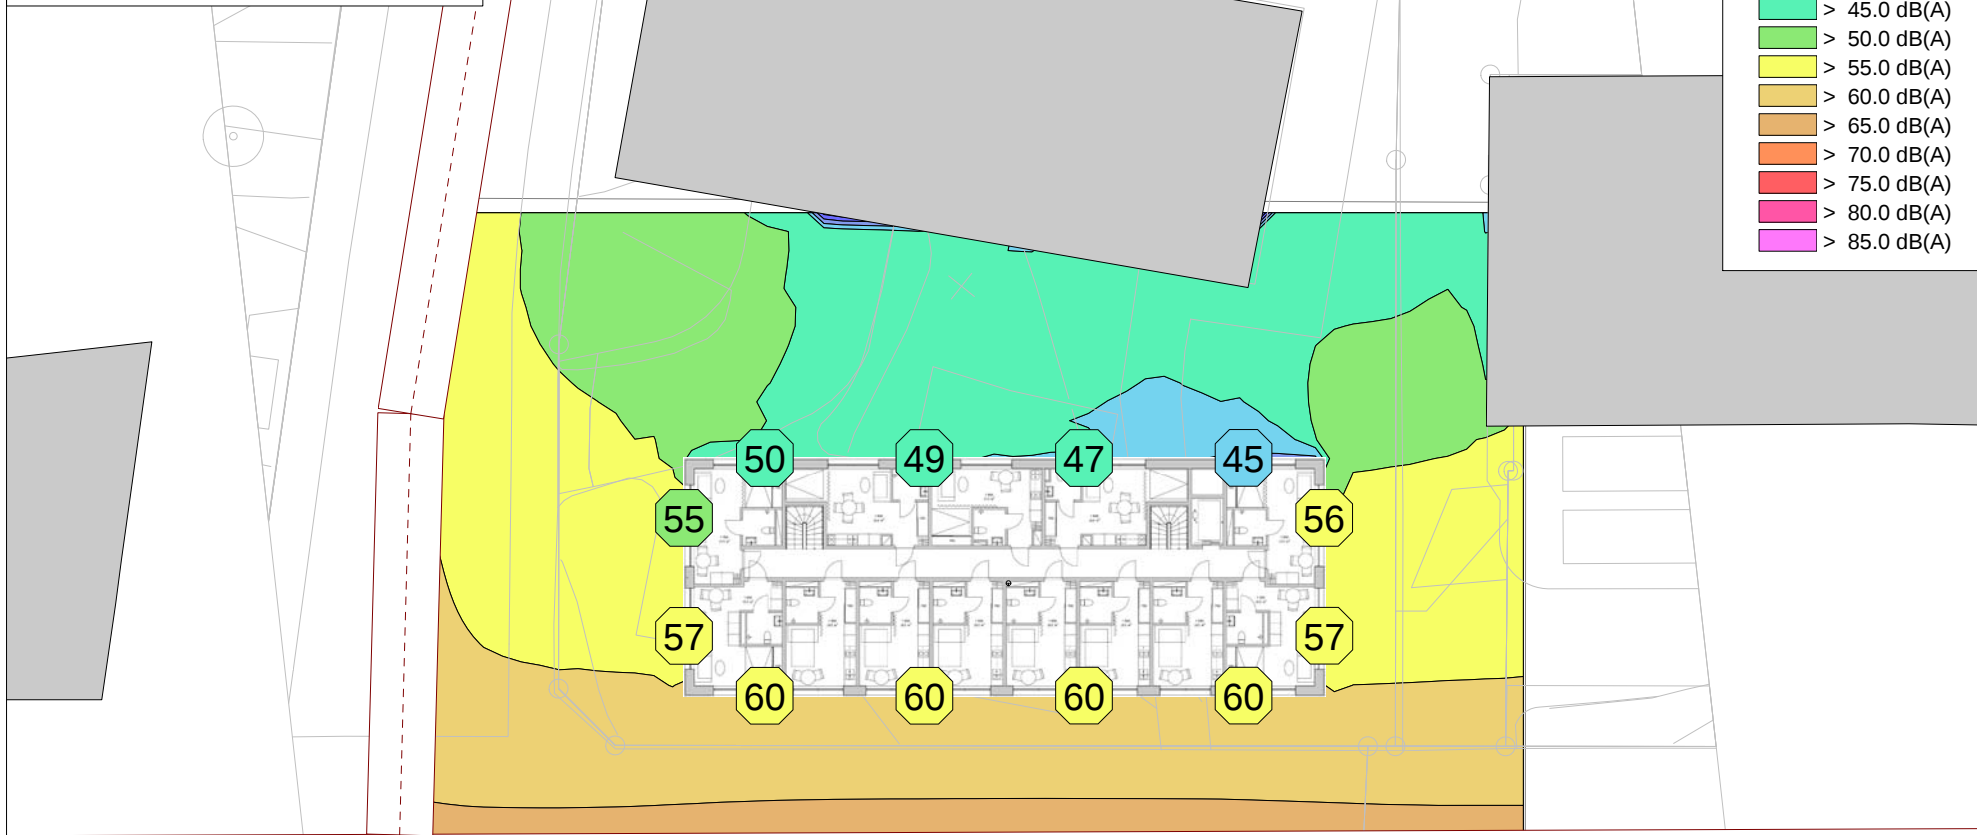 > 45.0 dB(A)
> 50.0 dB(A)
> 55.0 dB(A)
> 60.0 dB(A)
> 65.0 dB(A)
> 70.0 dB(A)
> 75.0 dB(A)
> 80.0 dB(A)
> 85.0 dB(A)
50 49 47 45
55 56
57 57
60 60 60 60